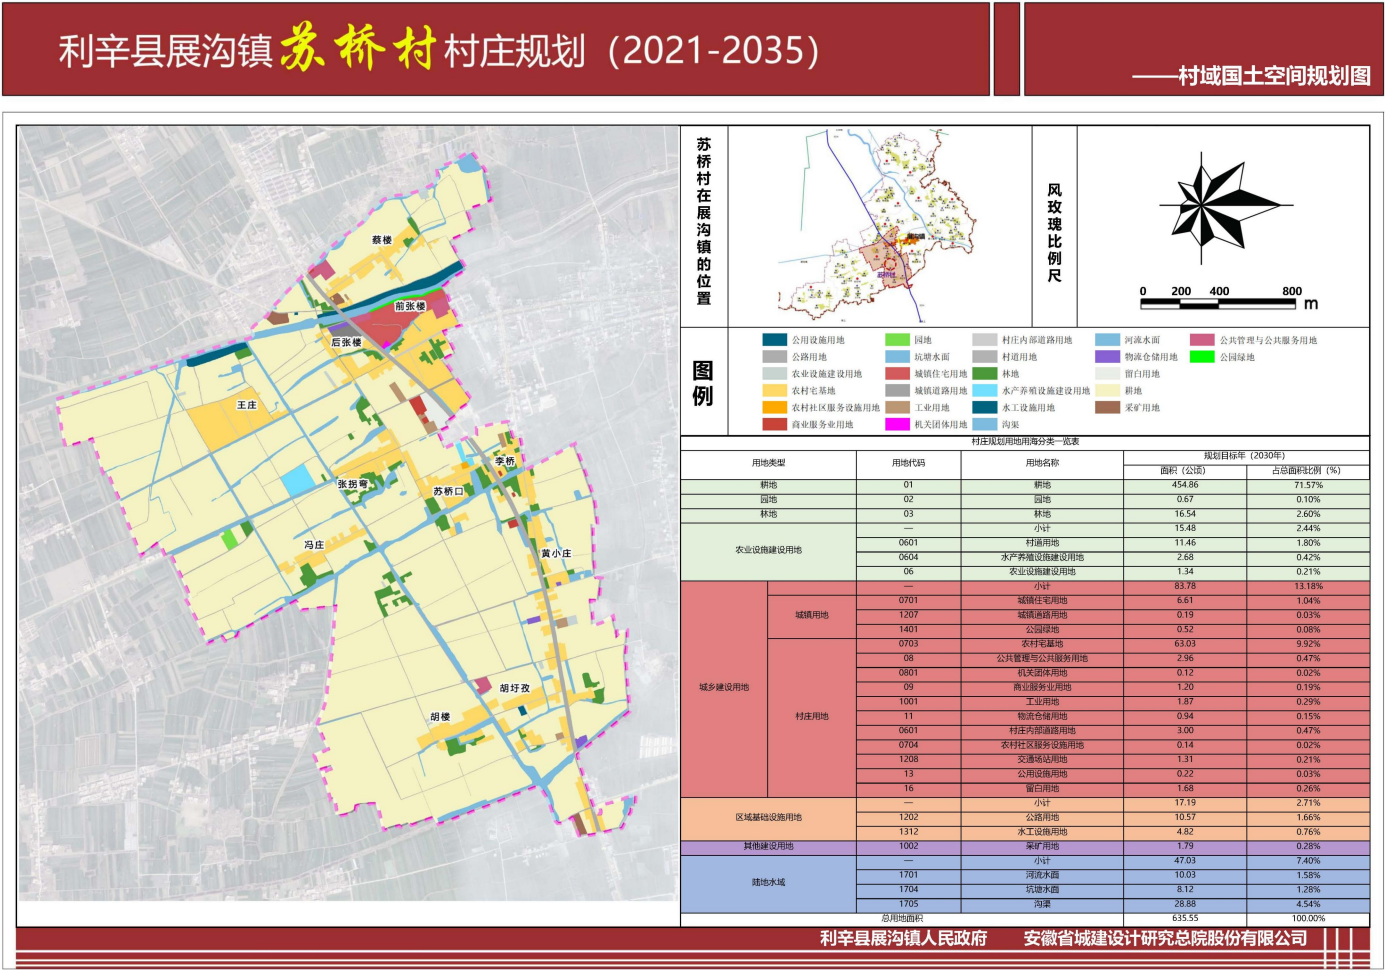 利辛县展沟镇苏桥村村庄规划（2021-2035）
——村域国土空间规划图
苏桥村在展沟镇的位置
风玫瑰比例尺
0 200 400 800 m
蔡楼
前张楼
后张楼
王庄
李桥
张拐弯
苏桥口
冯庄
黄小庄
胡圩孜
胡楼
图例
公用设施用地 园地 村庄内部道路用地 河流水面 公共管理与公共服务用地
公路用地 坑塘水面 村道用地 物流仓储用地 公园绿地
农业设施建设用地 城镇住宅用地 林地 留白用地
农村宅基地 城镇道路用地 水产养殖设施建设用地 耕地
农村社区服务设施用地 工业用地 水工设施用地 采矿用地
商业服务业用地 机关团体用地 沟渠
村庄规划用地用海分类一览表
用地类型 用地代码 用地名称 规划目标年（2030年）
面积（公顷） 占总面积比例（%）
耕地 01 耕地 454.86 71.57%
园地 02 园地 0.67 0.10%
林地 03 林地 16.54 2.60%
农业设施建设用地 — 小计 15.48 2.44%
0601 村道用地 11.46 1.80%
0604 水产养殖设施建设用地 2.68 0.42%
06 农业设施建设用地 1.34 0.21%
城乡建设用地 — 小计 83.78 13.18%
城镇用地 0701 城镇住宅用地 6.61 1.04%
1207 城镇道路用地 0.19 0.03%
1401 公园绿地 0.52 0.08%
村庄用地 0703 农村宅基地 63.03 9.92%
08 公共管理与公共服务用地 2.96 0.47%
0801 机关团体用地 0.12 0.02%
09 商业服务业用地 1.20 0.19%
1001 工业用地 1.87 0.29%
11 物流仓储用地 0.94 0.15%
0601 村庄内部道路用地 3.00 0.47%
0704 农村社区服务设施用地 0.14 0.02%
1208 交通场站用地 1.31 0.21%
13 公用设施用地 0.22 0.03%
16 留白用地 1.68 0.26%
区域基础设施用地 — 小计 17.19 2.71%
1202 公路用地 10.57 1.66%
1312 水工设施用地 4.82 0.76%
其他建设用地 1002 采矿用地 1.79 0.28%
陆地水域 — 小计 47.03 7.40%
1701 河流水面 10.03 1.58%
1704 坑塘水面 8.12 1.28%
1705 沟渠 28.88 4.54%
总用地面积 635.55 100.00%
利辛县展沟镇人民政府 安徽省城建设计研究总院股份有限公司